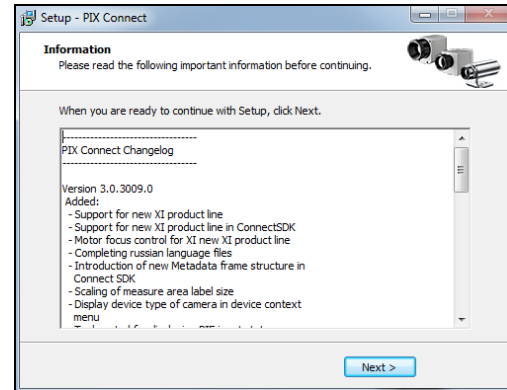 Setup - PIX Connect
Information
Please read the following important information before continuing.
When you are ready to continue with Setup, click Next.
---------------------------------
PIX Connect Changelog
---------------------------------
Version 3.0.3009.0
Added:
- Support for new XI product line
- Support for new XI product line in ConnectSDK
- Motor focus control for XI new XI product line
- Completing russian language files
- Introduction of new Metadata frame structure in
Connect SDK
- Scaling of measure area label size
- Display device type of camera in device context
menu
Next >